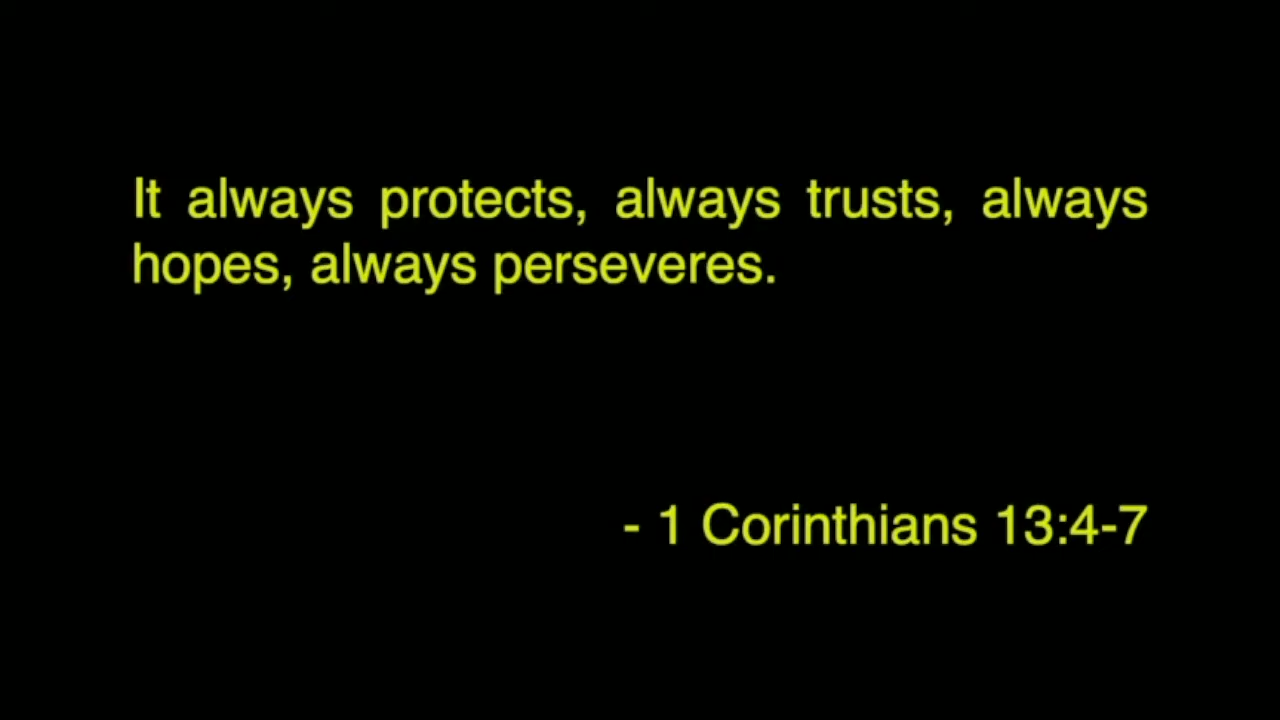 It always protects, always trusts, always
hopes, always perseveres.
- 1 Corinthians 13:4-7